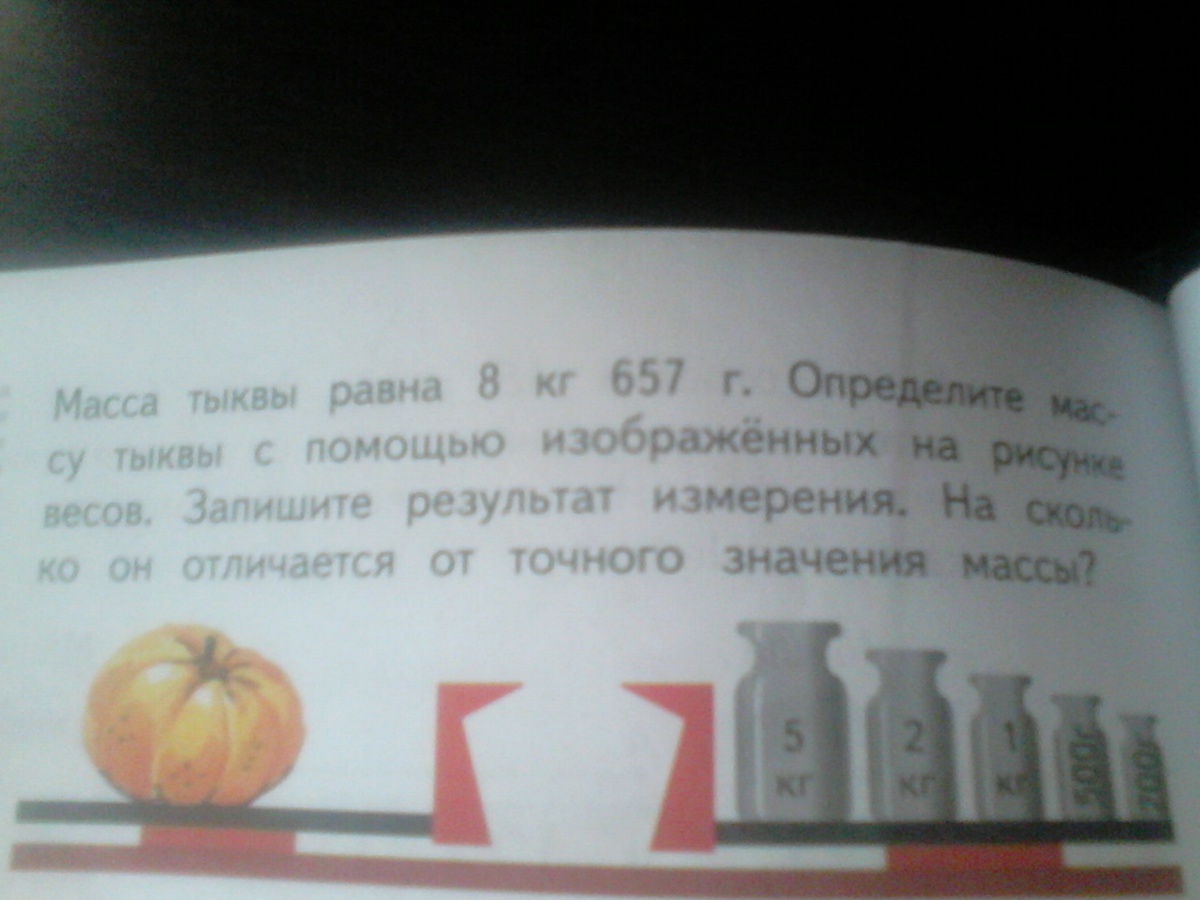 Масса тыквы равна 8 кг 657 г. Определите мас-
су тыквы с помощью изображённых на рисунке
весов. Запишите результат измерения. На сколь-
ко он отличается от точного значения массы?
5 кг
2 кг
1 кг
500г
200г